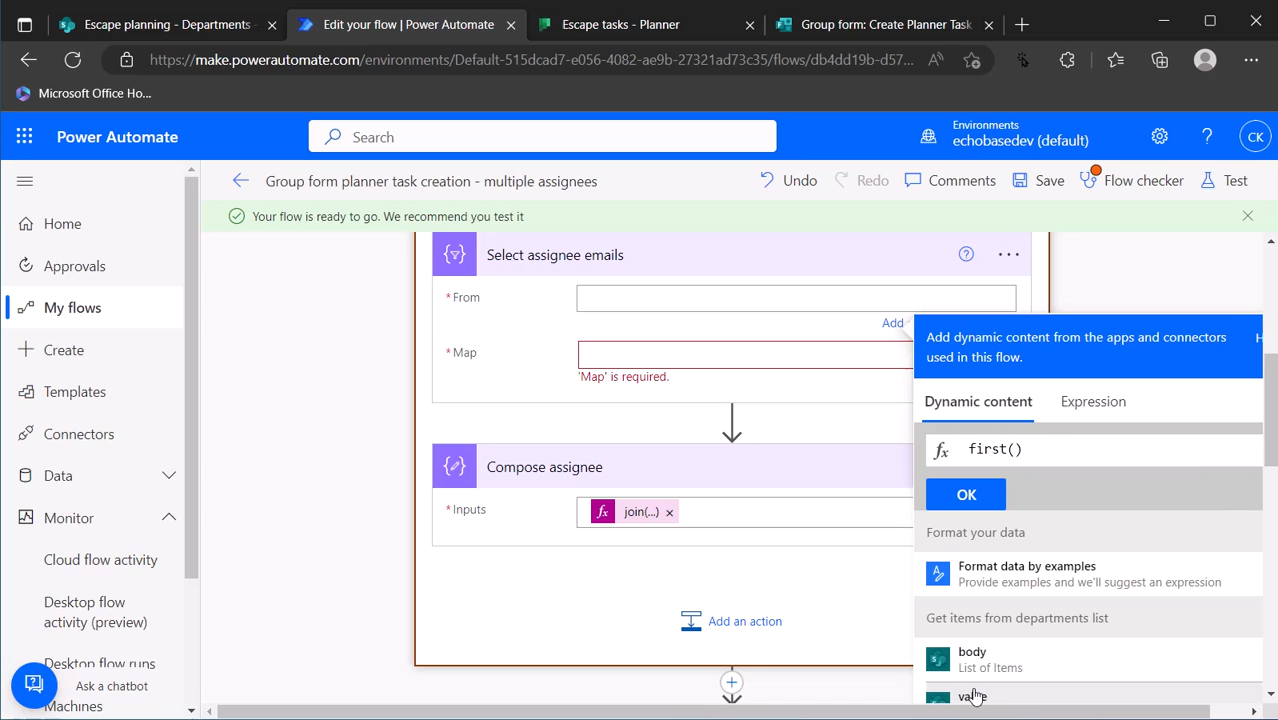 Escape planning - Departments
Edit your flow | Power Automate
Escape tasks - Planner
Group form: Create Planner Task
https://make.powerautomate.com/environments/Default-515dcad7-e056-4082-ae9b-27321ad73c35/flows/db4dd19b-d57...
Microsoft Office Ho...
Power Automate
Search
Environments
echobasedev (default)
CK
Group form planner task creation - multiple assignees
Undo
Redo
Comments
Save
Flow checker
Test
Your flow is ready to go. We recommend you test it
Home
Approvals
My flows
Create
Templates
Connectors
Data
Monitor
Cloud flow activity
Desktop flow
activity (preview)
Desktop flow runs
Machines
Ask a chatbot
Select assignee emails
* From
Add
* Map
'Map' is required.
Compose assignee
* Inputs
fx join(...) ×
Add an action
Add dynamic content from the apps and connectors
used in this flow.
H
Dynamic content
Expression
fx first()
OK
Format your data
Format data by examples
Provide examples and we'll suggest an expression
Get items from departments list
body
List of Items
value